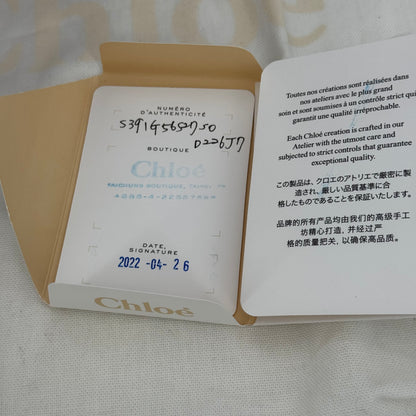 Chloé
NUMÉRO
D'AUTHENTICITÉ
BOUTIQUE
Chloé
DATE,
SIGNATURE
2022 -04- 26
Chloé
Toutes nos créations sont réalisées dans
nos ateliers avec le plus grand
soin et sont soumises à un contrôle strict qui
garantit une qualité irréprochable.
Each Chloé creation is crafted in our
Atelier with the utmost care and
subjected to strict controls that guarantee
exceptional quality.
この製品は、クロエのアトリエで厳密に製
造され、厳しい品質基準に合
格したものであることを保証いたします。
品牌的所有产品均由我们的高级手工
坊精心打造，并经过严
格的质量把关，以确保高品质。